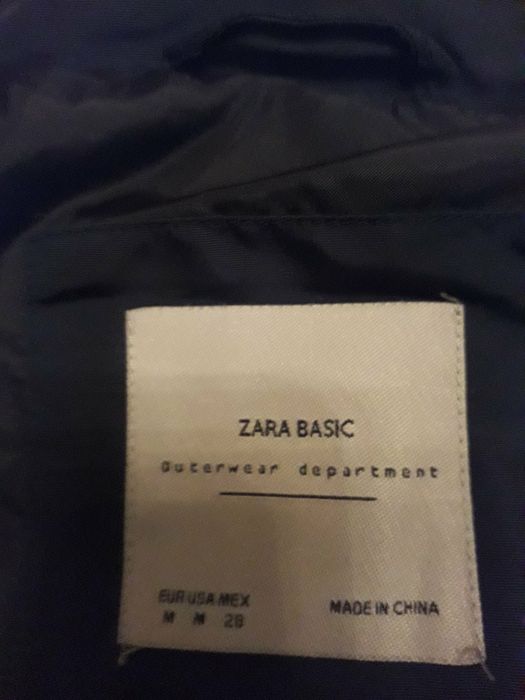 ZARA BASIC
Outerwear department
EUR USA MEX
M M 28
MADE IN CHINA